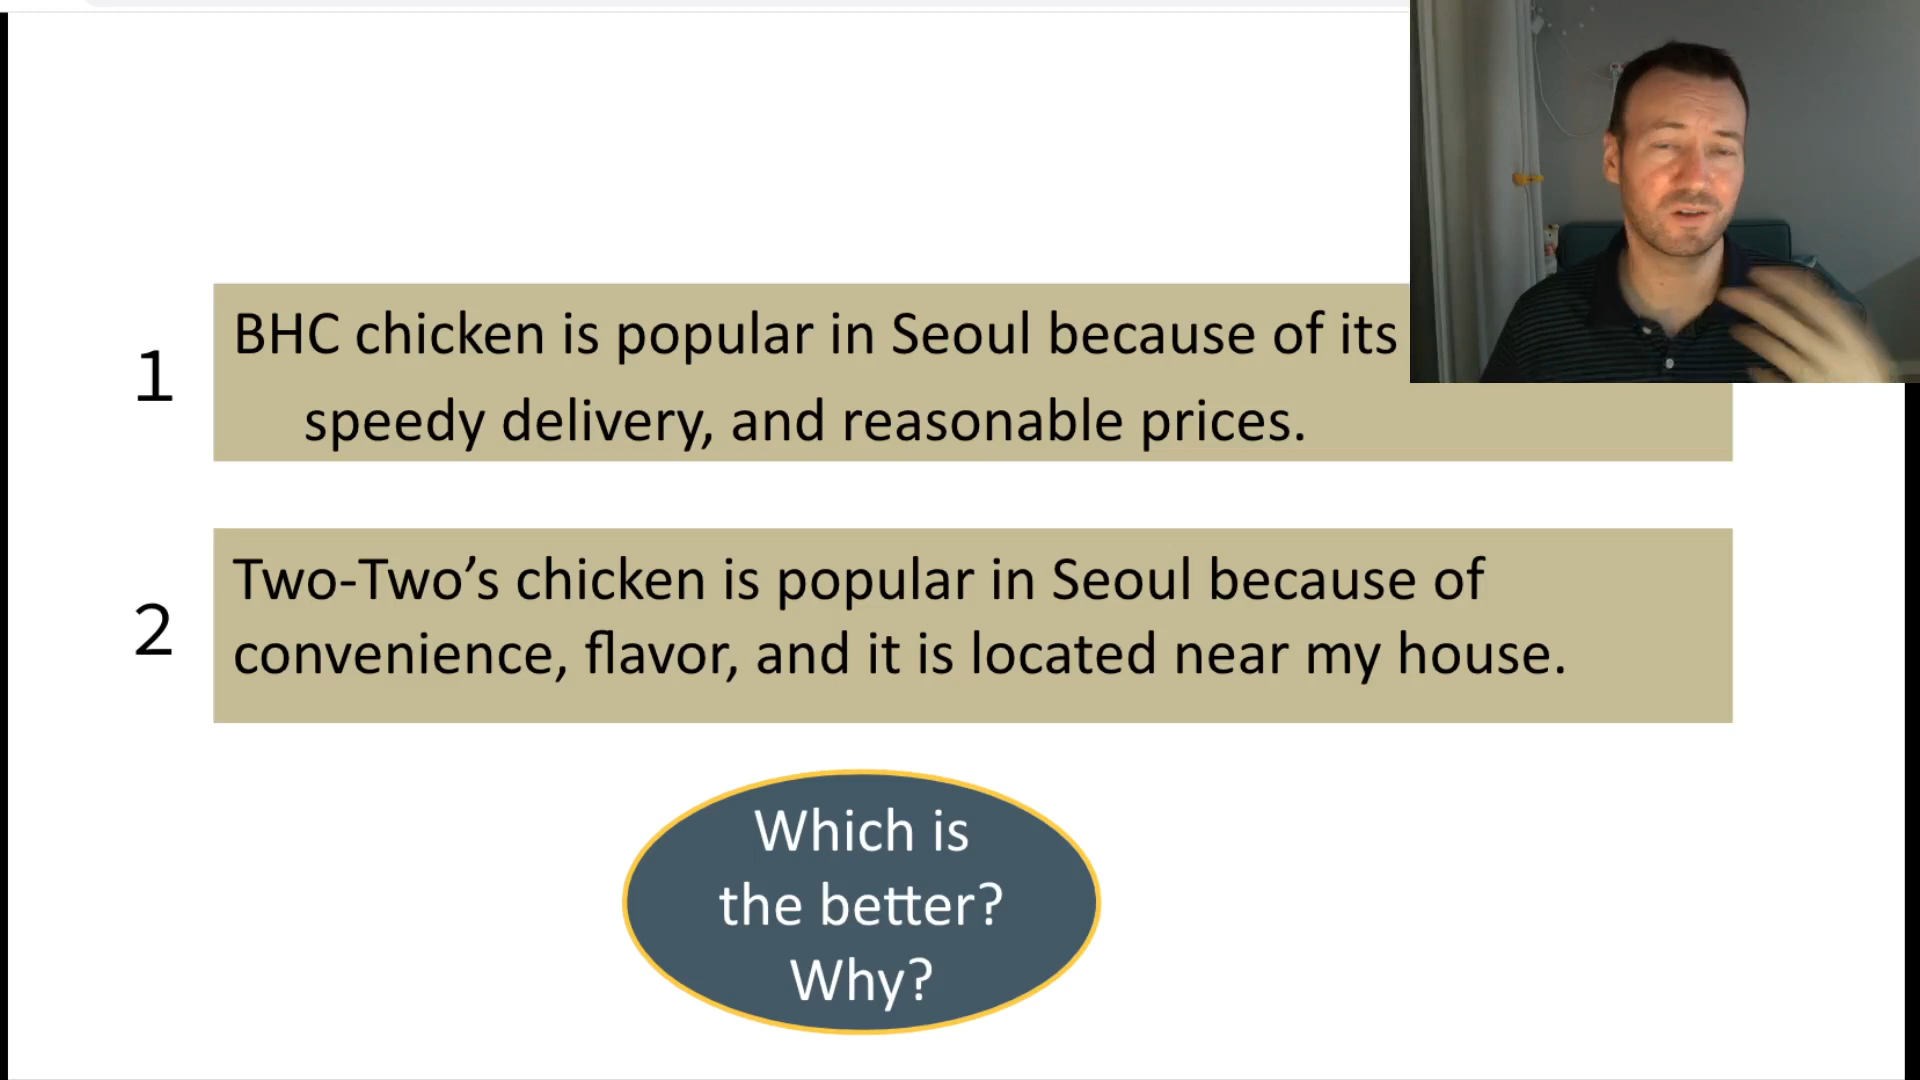 1
BHC chicken is popular in Seoul because of its
speedy delivery, and reasonable prices.
2
Two-Two’s chicken is popular in Seoul because of
convenience, flavor, and it is located near my house.
Which is
the better?
Why?